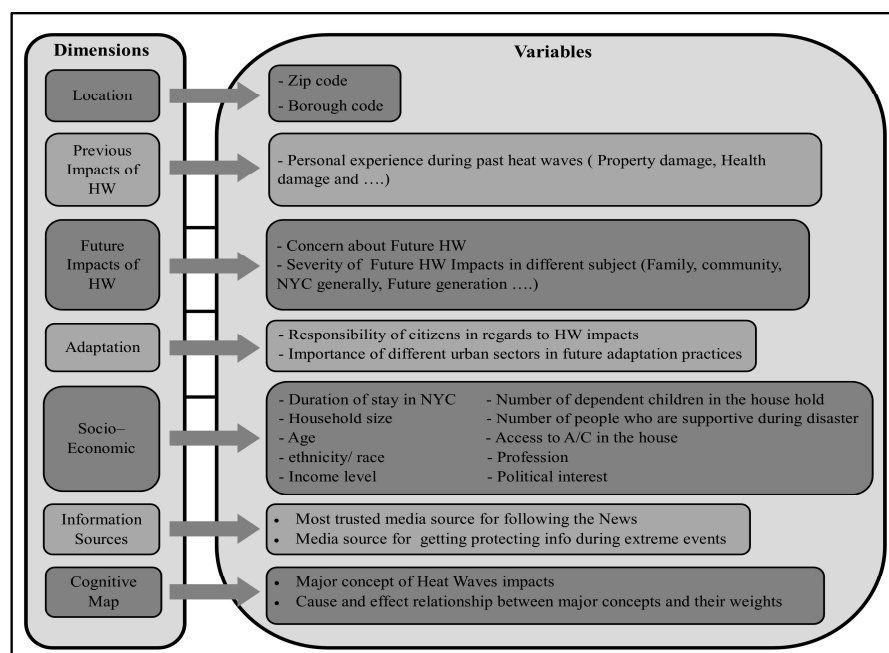 Dimensions
Variables
Location
- Zip code
- Borough code
Previous
Impacts of
HW
- Personal experience during past heat waves ( Property damage, Health
damage and ….)
Future
Impacts of
HW
- Concern about Future HW
- Severity of Future HW Impacts in different subject (Family, community,
NYC generally, Future generation ….)
Adaptation
- Responsibility of citizens in regards to HW impacts
- Importance of different urban sectors in future adaptation practices
Socio–
Economic
- Duration of stay in NYC
- Household size
- Age
- ethnicity/ race
- Income level
- Number of dependent children in the house hold
- Number of people who are supportive during disaster
- Access to A/C in the house
- Profession
- Political interest
Information
Sources
• Most trusted media source for following the News
• Media source for getting protecting info during extreme events
Cognitive
Map
• Major concept of Heat Waves impacts
• Cause and effect relationship between major concepts and their weights